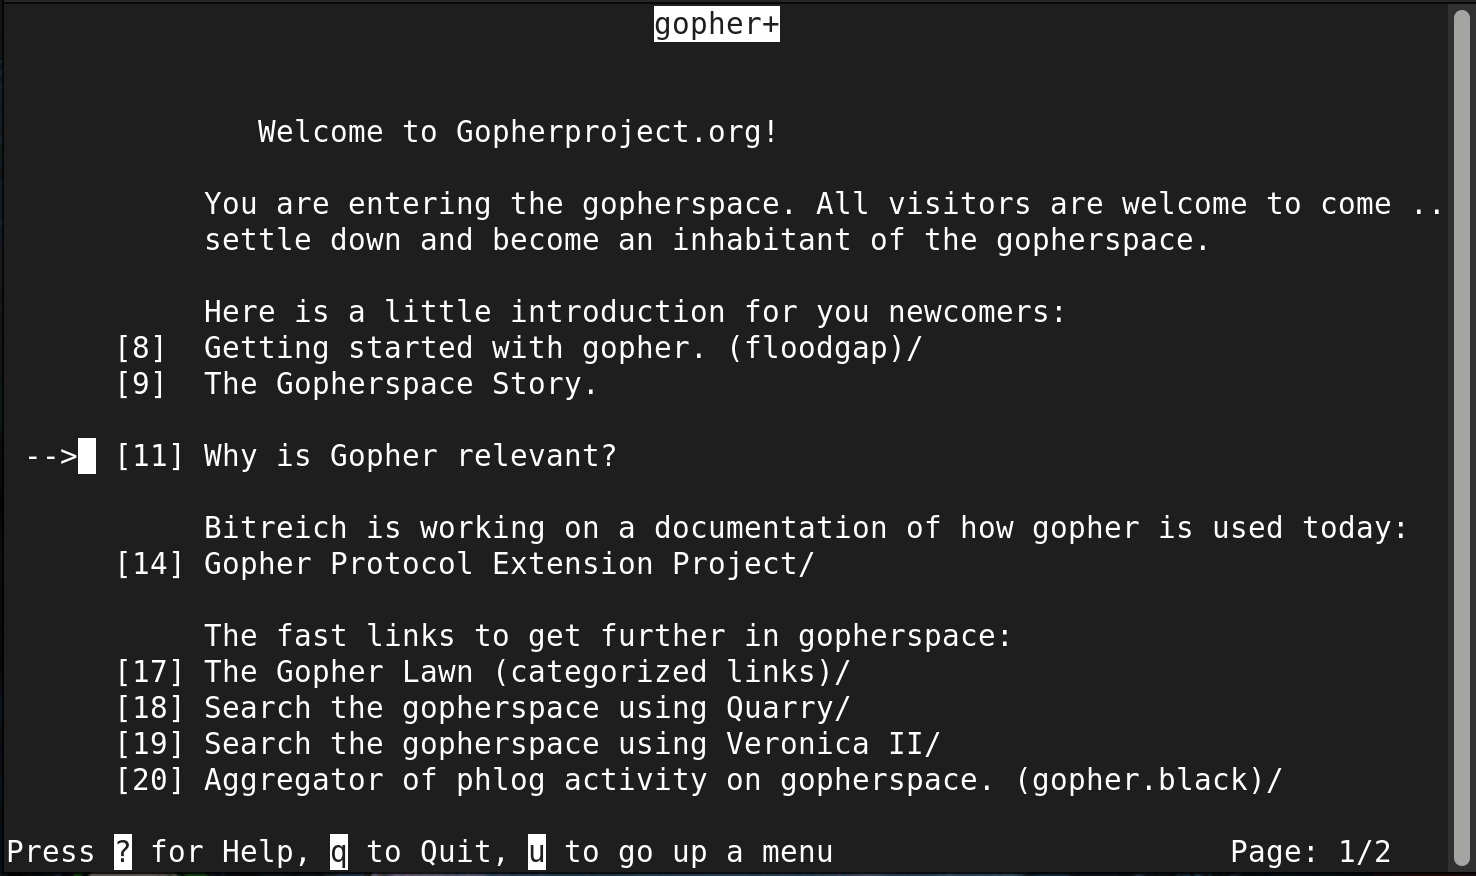 gopher+
Welcome to Gopherproject.org!
You are entering the gopherspace. All visitors are welcome to come ..
settle down and become an inhabitant of the gopherspace.
Here is a little introduction for you newcomers:
[8]  Getting started with gopher. (floodgap)/
[9]  The Gopherspace Story.
--> [11] Why is Gopher relevant?
Bitreich is working on a documentation of how gopher is used today:
[14] Gopher Protocol Extension Project/
The fast links to get further in gopherspace:
[17] The Gopher Lawn (categorized links)/
[18] Search the gopherspace using Quarry/
[19] Search the gopherspace using Veronica II/
[20] Aggregator of phlog activity on gopherspace. (gopher.black)/
Press ? for Help, q to Quit, u to go up a menu Page: 1/2